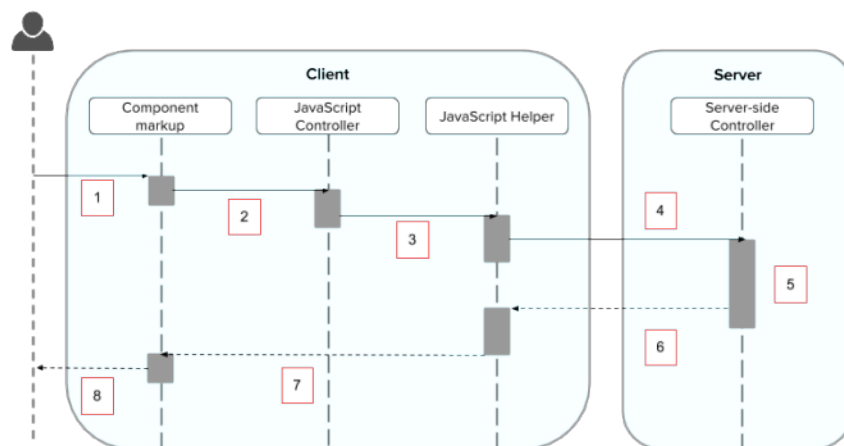 Client
Server
Component
markup
JavaScript
Controller
JavaScript Helper
Server-side
Controller
1
2
3
4
5
6
7
8